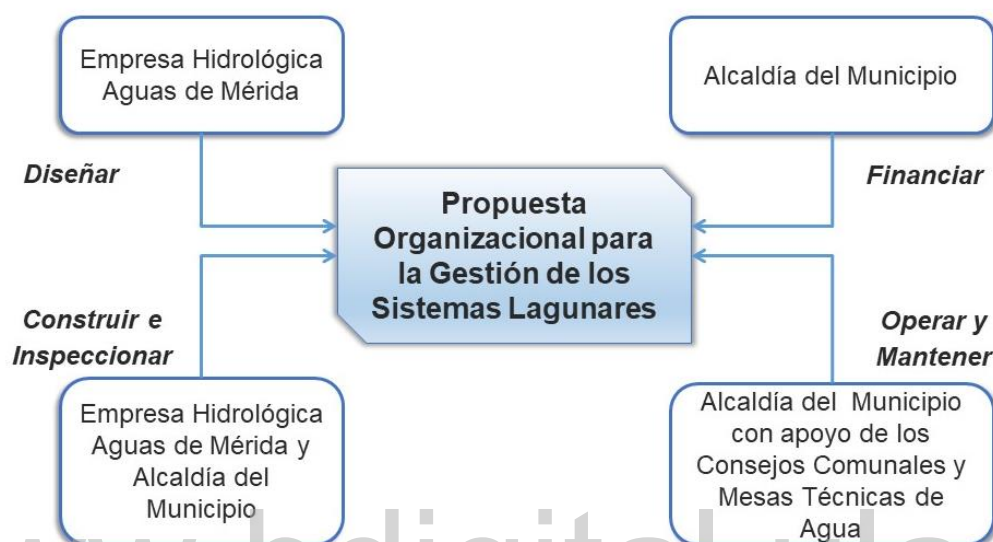 Empresa Hidrológica
Aguas de Mérida
Alcaldía del Municipio
Diseñar
Financiar
Propuesta
Organizacional para
la Gestión de los
Sistemas Lagunares
Construir e
Inspeccionar
Operar y
Mantener
Empresa Hidrológica
Aguas de Mérida y
Alcaldía del
Municipio
Alcaldía del Municipio
con apoyo de los
Consejos Comunales y
Mesas Técnicas de
Agua